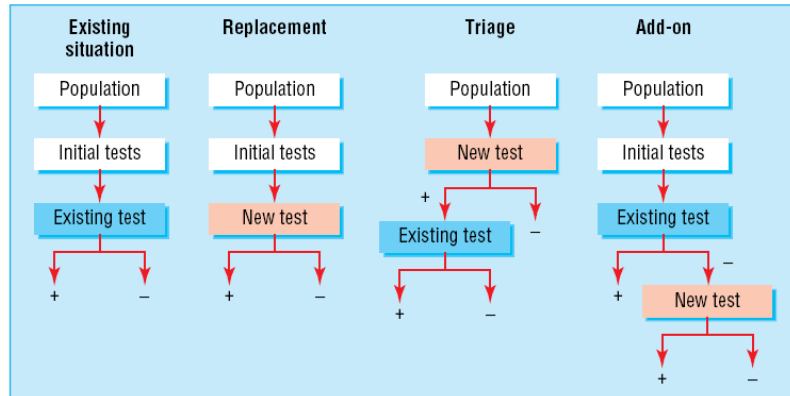 Existing
situation
Population
Initial tests
Existing test
+ –
Replacement
Population
Initial tests
New test
+ –
Triage
Population
New test
+
–
Existing test
+ –
Add-on
Population
Initial tests
Existing test
–
+
New test
+ –